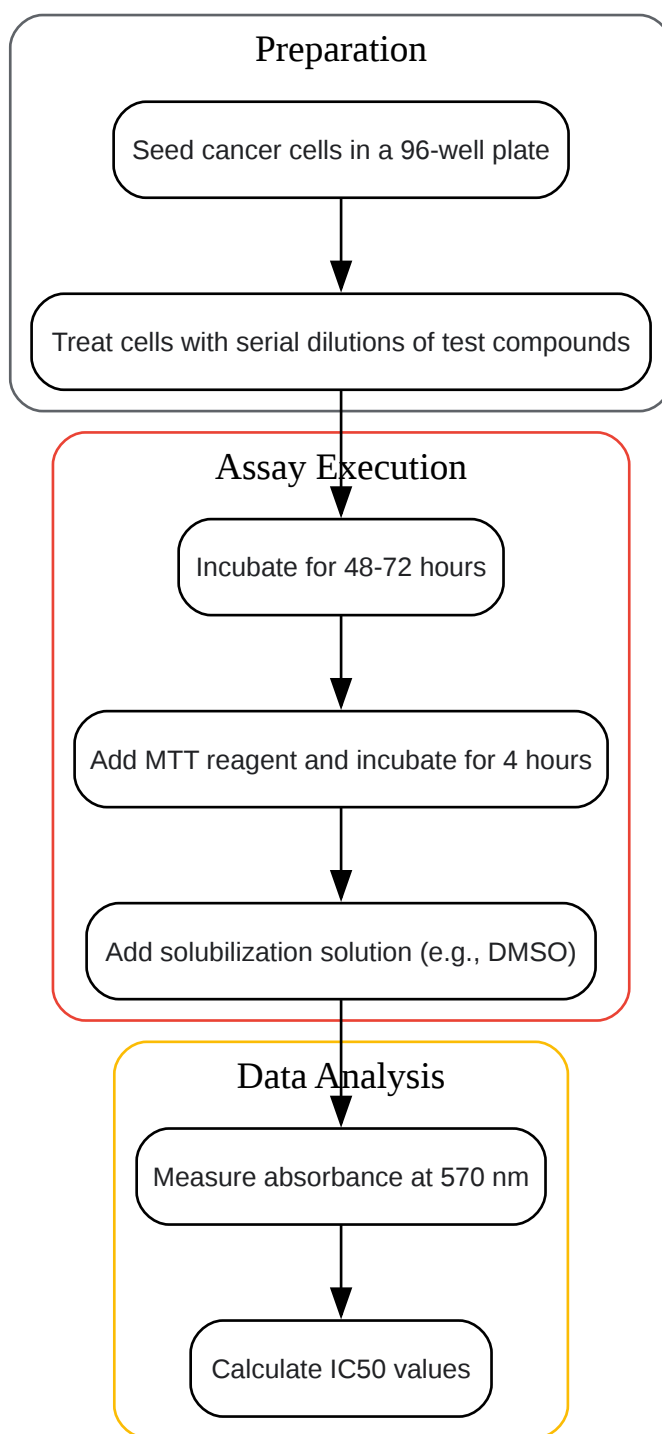 Preparation
Seed cancer cells in a 96-well plate
Treat cells with serial dilutions of test compounds
Assay Execution
Incubate for 48-72 hours
Add MTT reagent and incubate for 4 hours
Add solubilization solution (e.g., DMSO)
Data Analysis
Measure absorbance at 570 nm
Calculate IC50 values